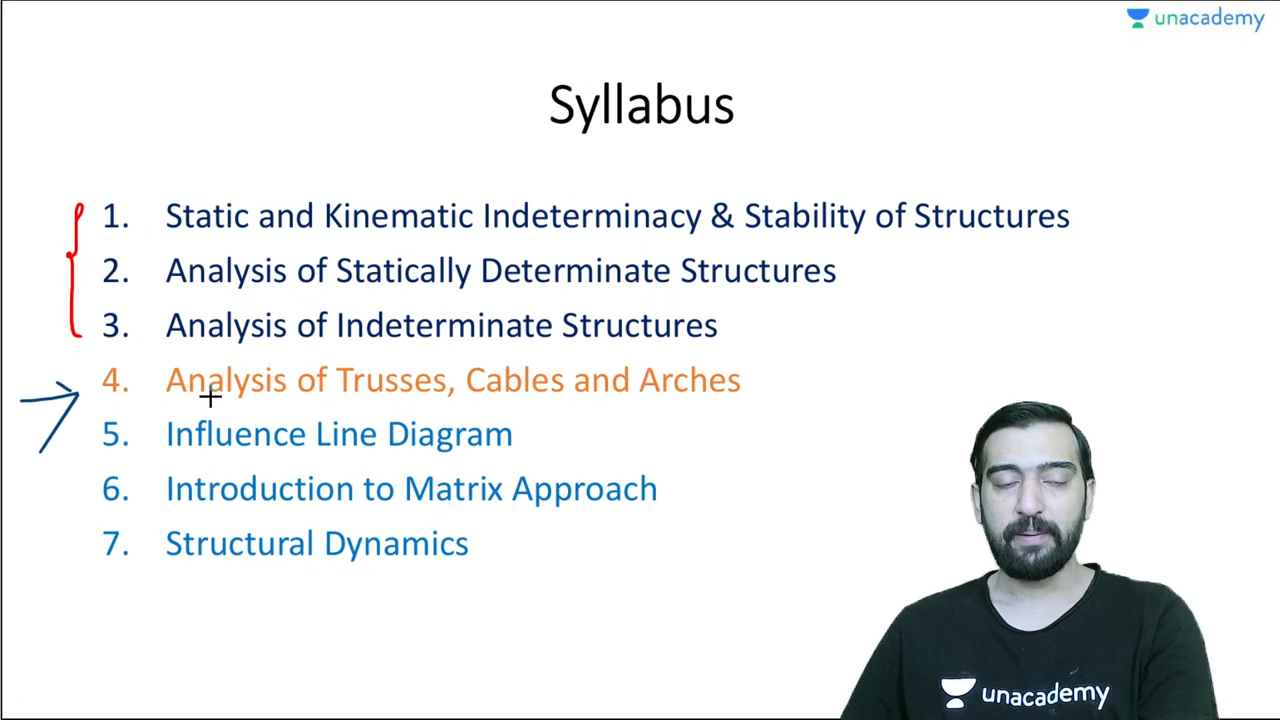 unacademy
Syllabus
1. Static and Kinematic Indeterminacy & Stability of Structures
2. Analysis of Statically Determinate Structures
3. Analysis of Indeterminate Structures
4. Analysis of Trusses, Cables and Arches
5. Influence Line Diagram
6. Introduction to Matrix Approach
7. Structural Dynamics
unacademy